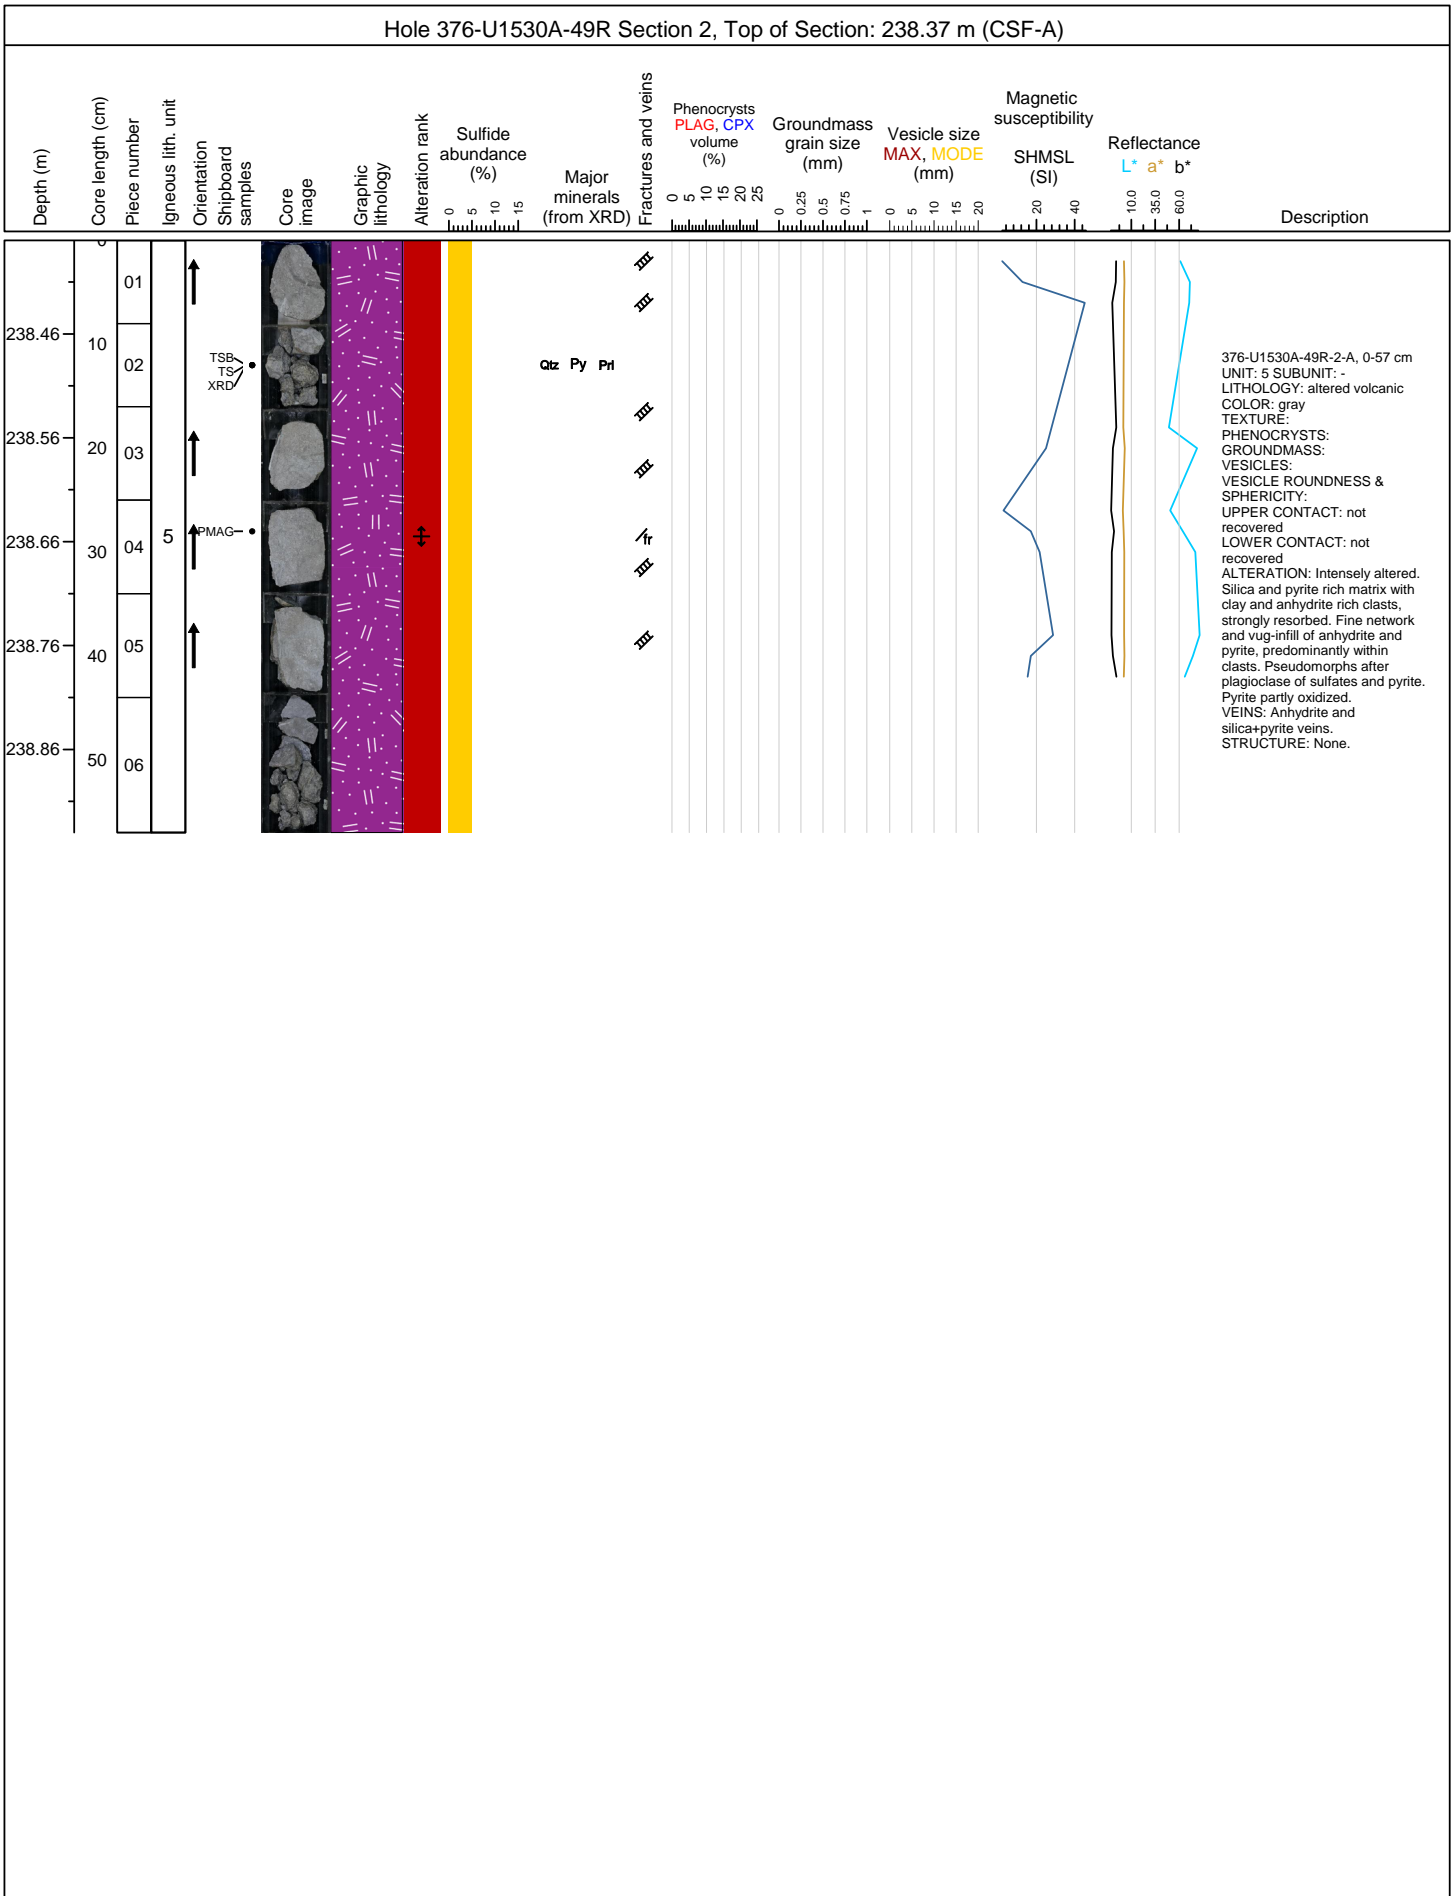 Hole 376-U1530A-49R Section 2, Top of Section: 238.37 m (CSF-A)
Depth (m)
Core length (cm)
Piece number
Igneous lith. unit
Orientation
Shipboard
samples
Core
image
Graphic
lithology
Alteration rank
Sulfide
abundance
(%)
0 5 10 15
Major
minerals
(from XRD)
Fractures and veins
Phenocrysts
PLAG, CPX
volume
(%)
0 5 10 15 20 25
Groundmass
grain size
(mm)
0 0.25 0.5 0.75 1
Vesicle size
MAX, MODE
(mm)
0 5 10 15 20
Magnetic
susceptibility
SHMSL
(SI)
20 40
Reflectance
L* a* b*
10.0 35.0 60.0
Description
0
01
238.46
10
02
TSB
TS
XRD
Qtz Py Prl
238.56
20
03
238.66
30
04
5
PMAG
fr
238.76
40
05
238.86
50
06
376-U1530A-49R-2-A, 0-57 cm
UNIT: 5 SUBUNIT: -
LITHOLOGY: altered volcanic
COLOR: gray
TEXTURE:
PHENOCRYSTS:
GROUNDMASS:
VESICLES:
VESICLE ROUNDNESS &
SPHERICITY:
UPPER CONTACT: not
recovered
LOWER CONTACT: not
recovered
ALTERATION: Intensely altered.
Silica and pyrite rich matrix with
clay and anhydrite rich clasts,
strongly resorbed. Fine network
and vug-infill of anhydrite and
pyrite, predominantly within
clasts. Pseudomorphs after
plagioclase of sulfates and pyrite.
Pyrite partly oxidized.
VEINS: Anhydrite and
silica+pyrite veins.
STRUCTURE: None.